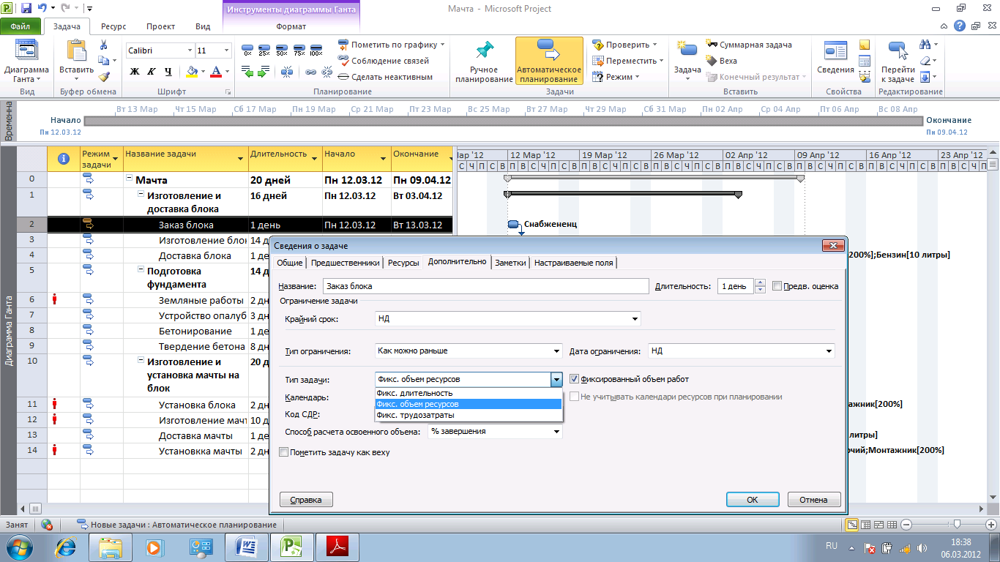 Инструменты диаграммы Ганта
Мачта - Microsoft Project
Файл Задача Ресурс Проект Вид Формат
Диаграмма Ганта
Вставить
Calibri 11
Ж К Ч
0% 25% 50% 75% 100%
Пометить по графику
Соблюдение связей
Сделать неактивным
Ручное планирование
Автоматическое планирование
Проверить
Переместить
Режим
Задача
Суммарная задача
Веха
Конечный результат
Сведения
Перейти к задаче
Вид Буфер обмена Шрифт Планирование Задачи Вставить Свойства Редактирование
Временна
Вт 13 Мар Чт 15 Мар Сб 17 Мар Пн 19 Мар Ср 21 Мар Пт 23 Мар Вс 25 Мар Вт 27 Мар Чт 29 Мар Сб 31 Мар Пн 02 Апр Ср 04 Апр Пт 06 Апр Вс 08 Апр
Начало
Пн 12.03.12
Окончание
Пн 09.04.12
Диаграмма Ганта
Режим задачи Название задачи Длительность Начало Окончание
Мар '12 12 Мар '12 19 Мар '12 26 Мар '12 02 Апр '12 09 Апр '12 16 Апр '12 23 Апр '12
С Ч П С В П В С Ч П С В П В С Ч П С В П В С Ч П С В П В С Ч П С В П В С Ч П С В П В С Ч П С В П В С Ч П
0 Мачта 20 дней Пн 12.03.12 Пн 09.04.12
1 Изготовление и доставка блока 16 дней Пн 12.03.12 Вт 03.04.12
2 Заказ блока 1 день Пн 12.03.12 Вт 13.03.12
Снабжененц
3 Изготовление бло 14 д
4 Доставка блока 1 де
200%];Бензин[10 литры]
5 Подготовка фундамента 14 д
6 Земляные работы 2 дн
7 Устройство опалуб 3 дн
8 Бетонирование 1 де
9 Твердение бетона 8 дн
10 Изготовление и установка мачты на блок 20 д
11 Установка блока 2 дн
тажник[200%]
12 Изготовление мачт 10 д
13 Доставка мачты 1 де
литры]
14 Установкка мачты 2 дн
очий;Монтажник[200%]
Сведения о задаче
Общие Предшественники Ресурсы Дополнительно Заметки Настраиваемые поля
Название: Заказ блока Длительность: 1 день Предв. оценка
Ограничение задачи
Крайний срок: НД
Тип ограничения: Как можно раньше Дата ограничения: НД
Тип задачи: Фикс. объем ресурсов Фиксированный объем работ
Фикс. длительность
Календарь: Фикс. объем ресурсов Не учитывать календари ресурсов при планировании
Код СДР: Фикс. трудозатраты
Способ расчета освоенного объема: % завершения
Пометить задачу как веху
Справка ОК Отмена
Занят Новые задачи : Автоматическое планирование
RU
18:38
06.03.2012